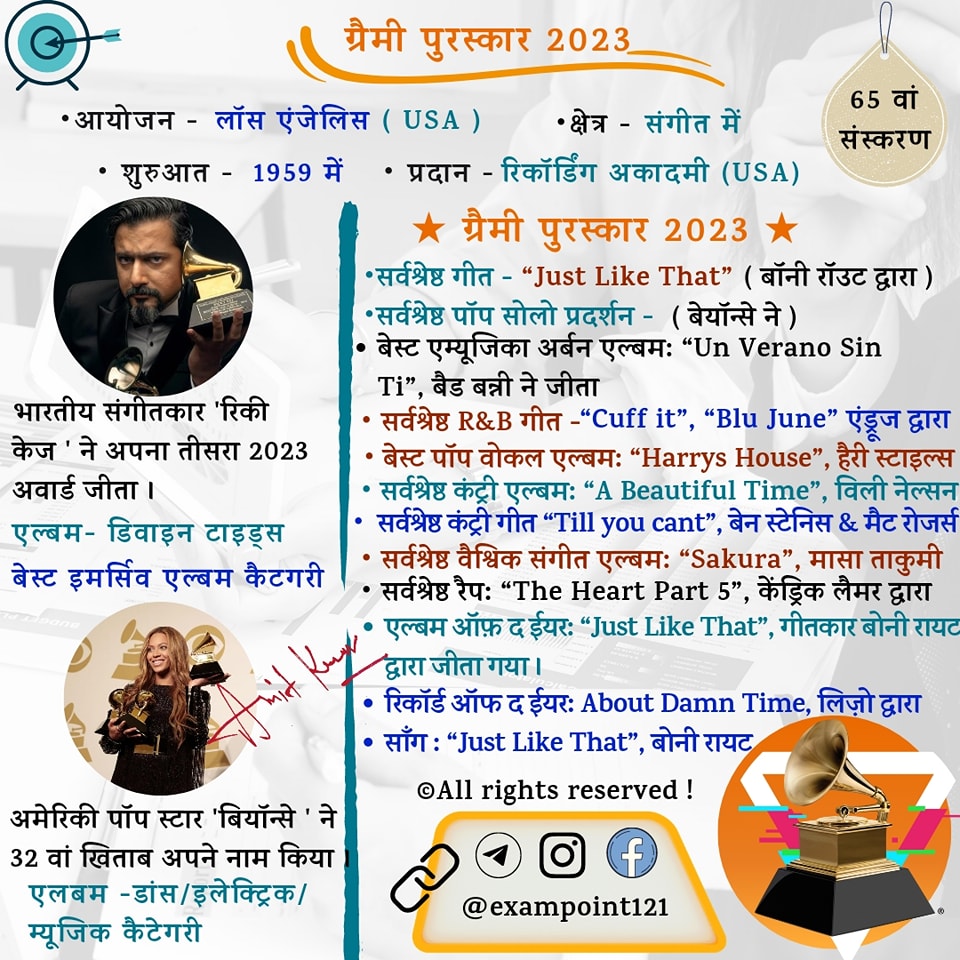 ग्रैमी पुरस्कार 2023
65 वां
संस्करण
•आयोजन - लॉस एंजेलिस ( USA )
•क्षेत्र - संगीत में
• शुरुआत - 1959 में
• प्रदान - रिकॉर्डिंग अकादमी (USA)
★ ग्रैमी पुरस्कार 2023 ★
•सर्वश्रेष्ठ गीत - “Just Like That” ( बॉनी रॉउट द्वारा )
•सर्वश्रेष्ठ पॉप सोलो प्रदर्शन - ( बेयॉन्से ने )
• बेस्ट एम्यूजिका अर्बन एल्बम: “Un Verano Sin
Ti”, बैड बन्नी ने जीता
• सर्वश्रेष्ठ R&B गीत -“Cuff it”, “Blu June” एंड्रूज द्वारा
• बेस्ट पॉप वोकल एल्बम: “Harrys House”, हैरी स्टाइल्स
• सर्वश्रेष्ठ कंट्री एल्बम: “A Beautiful Time”, विली नेल्सन
• सर्वश्रेष्ठ कंट्री गीत “Till you cant”, बेन स्टेनिस & मैट रोजर्स
• सर्वश्रेष्ठ वैश्विक संगीत एल्बम: “Sakura”, मासा ताकुमी
• सर्वश्रेष्ठ रैप: “The Heart Part 5”, केंड्रिक लैमर द्वारा
• एल्बम ऑफ़ द ईयर: “Just Like That”, गीतकार बोनी रायट
द्वारा जीता गया।
• रिकॉर्ड ऑफ द ईयर: About Damn Time, लिज़ो द्वारा
• साँग : “Just Like That”, बोनी रायट
भारतीय संगीतकार 'रिकी
केज ' ने अपना तीसरा 2023
अवार्ड जीता ।
एल्बम- डिवाइन टाइड्स
बेस्ट इमर्सिव एल्बम कैटगरी
Amit Kumar
अमेरिकी पॉप स्टार 'बियॉन्से ' ने
32 वां खिताब अपने नाम किया ।
एलबम -डांस/इलेक्ट्रिक/
म्यूजिक कैटेगरी
©All rights reserved !
@exampoint121